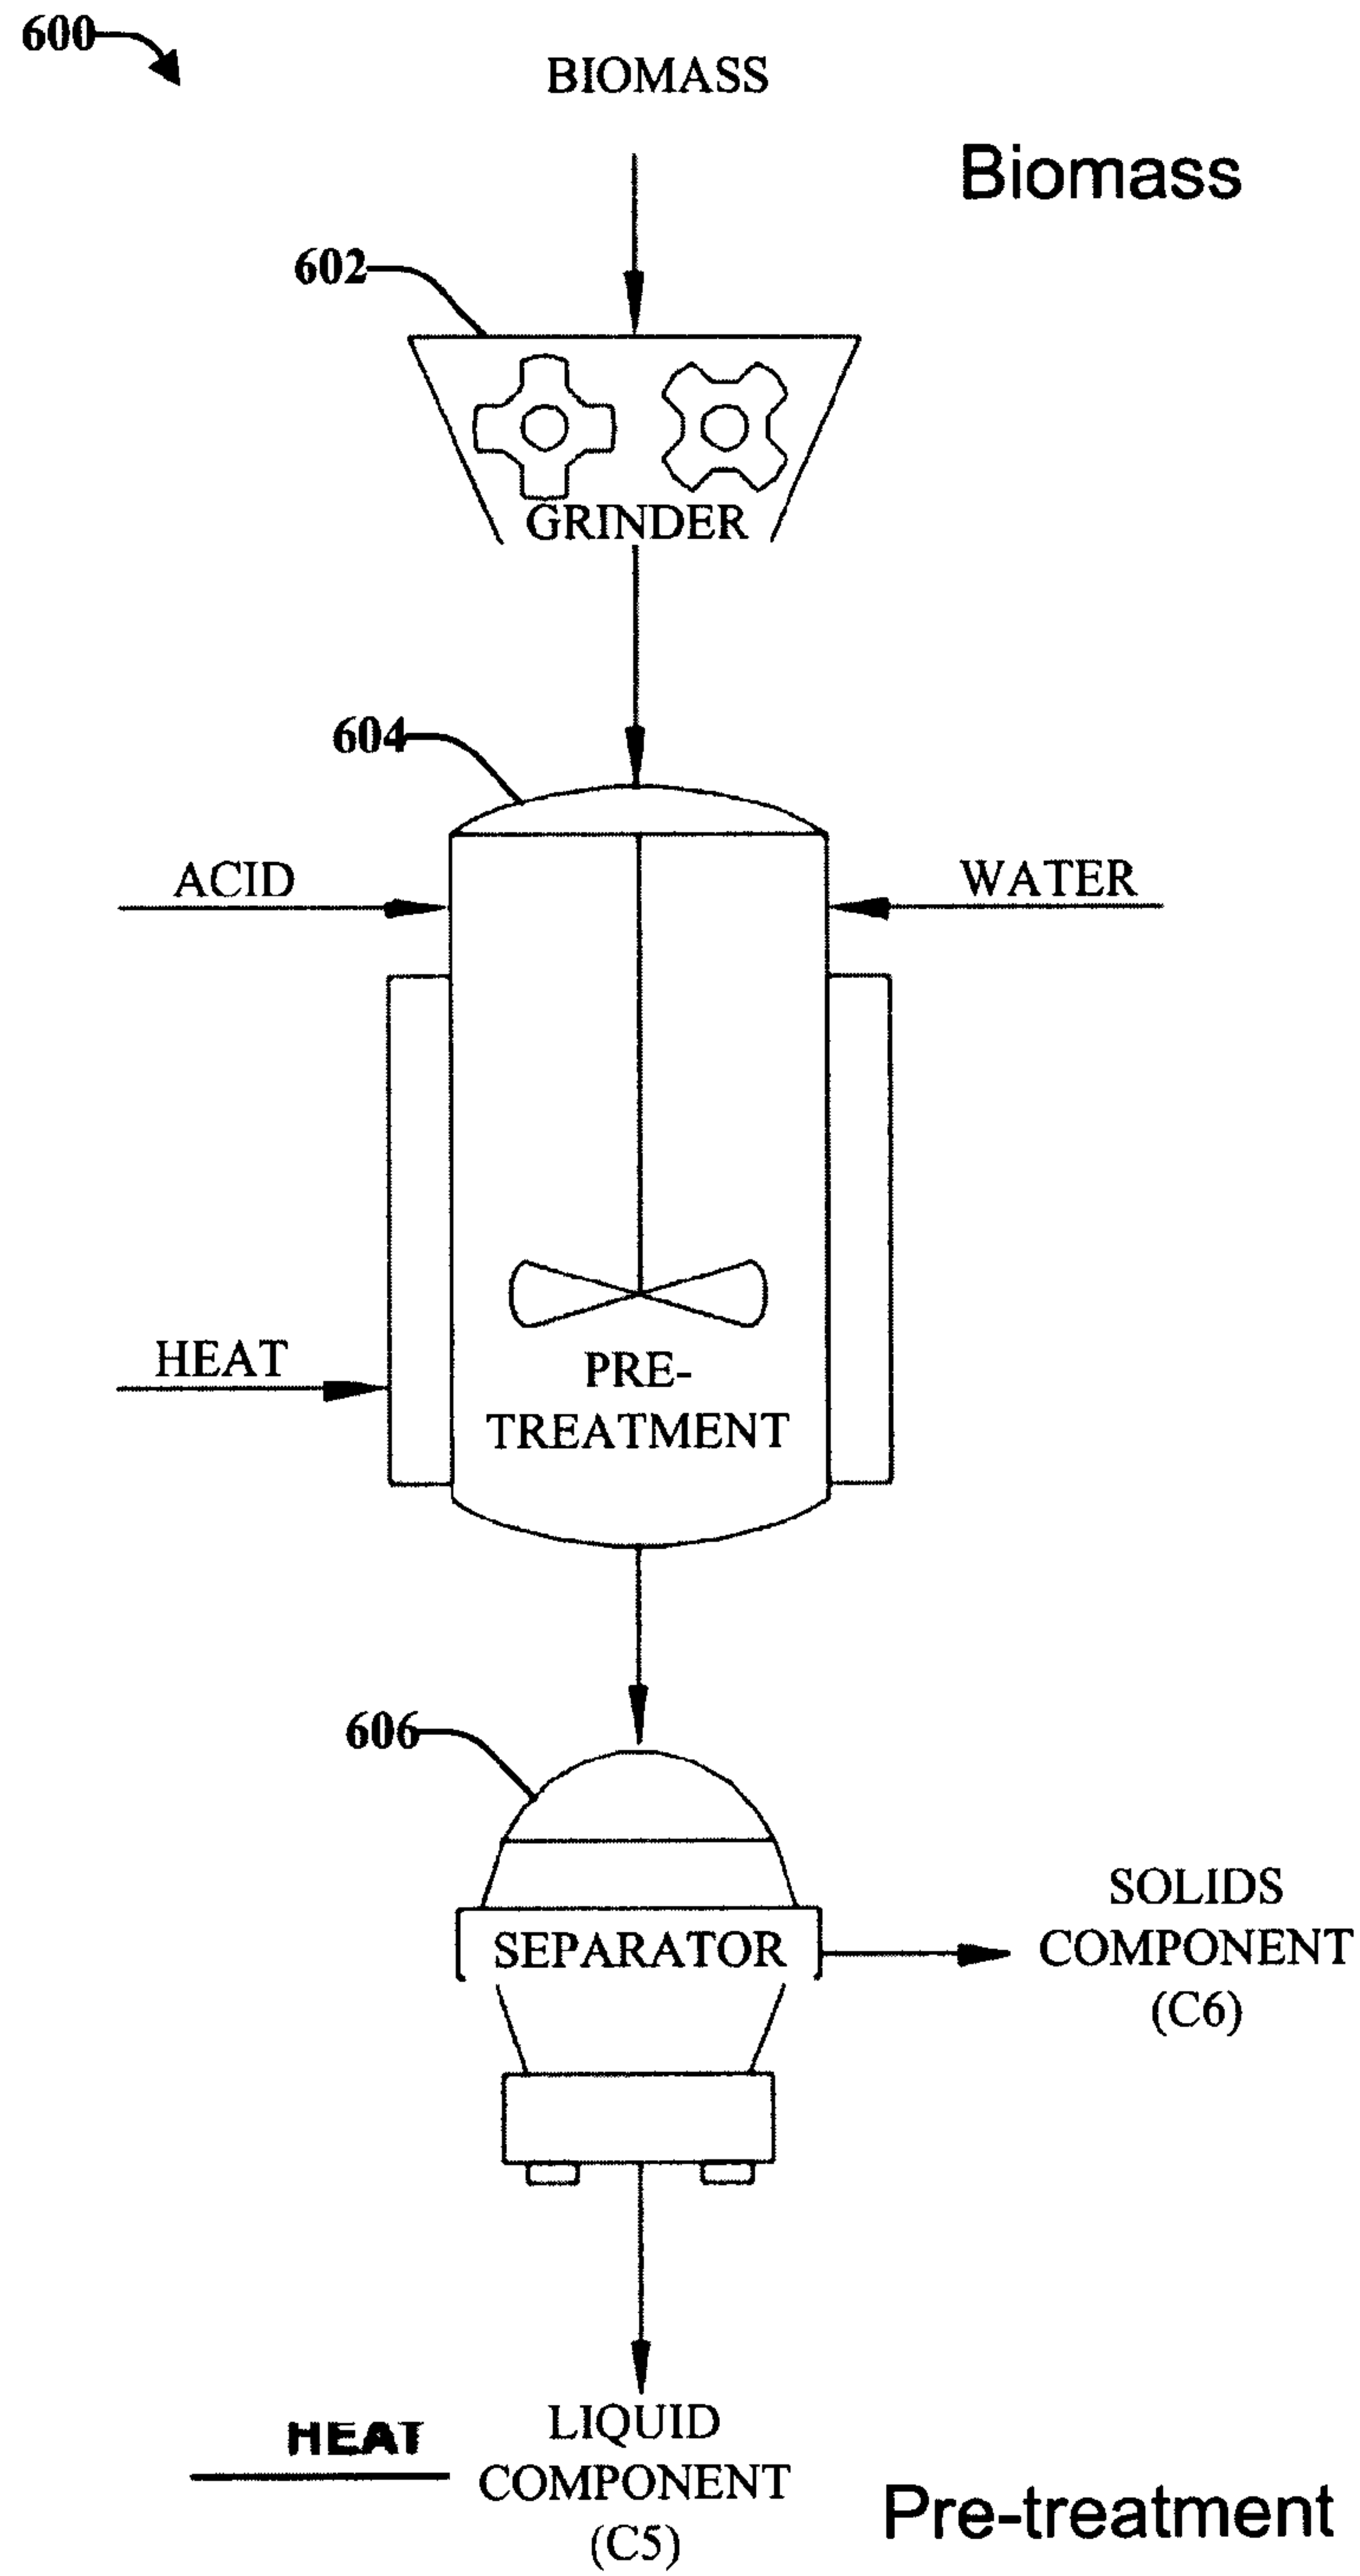 600
BIOMASS
Biomass
602
GRINDER
604
ACID
WATER
HEAT
PRE-
TREATMENT
606
SOLIDS
COMPONENT
(C6)
SEPARATOR
HEAT
LIQUID
COMPONENT
(C5)
Pre-treatment